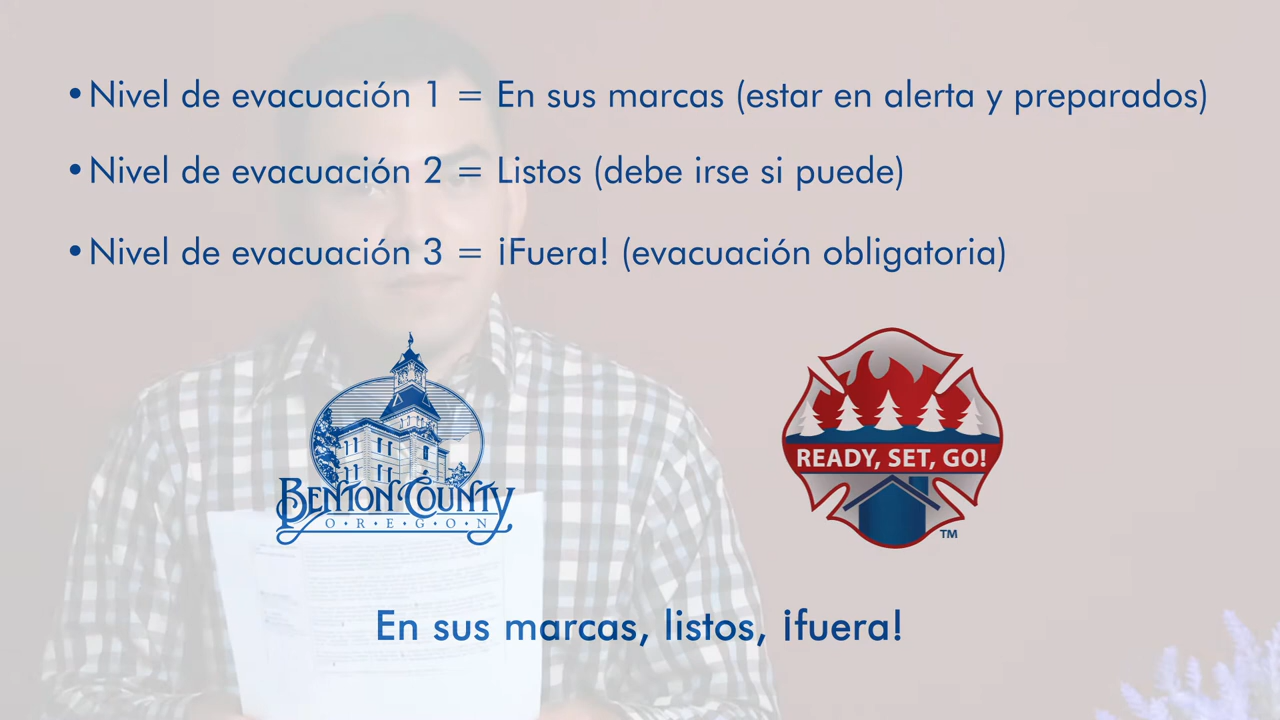 • Nivel de evacuación 1 = En sus marcas (estar en alerta y preparados)
• Nivel de evacuación 2 = Listos (debe irse si puede)
• Nivel de evacuación 3 = ¡Fuera! (evacuación obligatoria)
BENTON COUNTY
O·R·E·G·O·N
READY, SET, GO!
TM
En sus marcas, listos, ¡fuera!